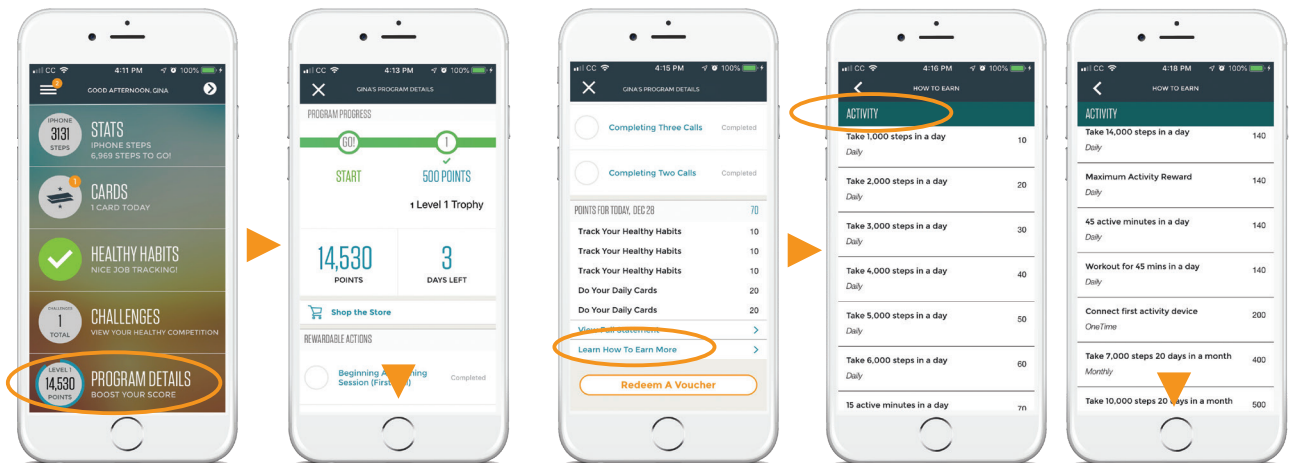 CC 4:11 PM 100%
2
GOOD AFTERNOON, GINA
IPHONE
3131
STEPS
STATS
IPHONE STEPS
6,969 STEPS TO GO!
1
CARDS
1 CARD TODAY
HEALTHY HABITS
NICE JOB TRACKING!
CHALLENGES
1
TOTAL
CHALLENGES
VIEW YOUR HEALTHY COMPETITION
LEVEL 1
14,530
POINTS
PROGRAM DETAILS
BOOST YOUR SCORE
CC 4:13 PM 100%
GINA'S PROGRAM DETAILS
PROGRAM PROGRESS
GO! 1
START 500 POINTS
1 Level 1 Trophy
14,530 3
POINTS DAYS LEFT
Shop the Store
REWARDABLE ACTIONS
Beginning
Session Completed
CC 4:15 PM 100%
GINA'S PROGRAM DETAILS
Completing Three Calls Completed
Completing Two Calls Completed
POINTS FOR TODAY, DEC 28 70
Track Your Healthy Habits 10
Track Your Healthy Habits 10
Track Your Healthy Habits 10
Do Your Daily Cards 20
Do Your Daily Cards 20
View Full Statement
Learn How To Earn More
Redeem A Voucher
CC 4:16 PM 100%
HOW TO EARN
ACTIVITY
Take 1,000 steps in a day 10
Daily
Take 2,000 steps in a day 20
Daily
Take 3,000 steps in a day 30
Daily
Take 4,000 steps in a day 40
Daily
Take 5,000 steps in a day 50
Daily
Take 6,000 steps in a day 60
Daily
15 active minutes in a day 70
CC 4:18 PM 100%
HOW TO EARN
ACTIVITY
Take 14,000 steps in a day 140
Daily
Maximum Activity Reward 140
Daily
45 active minutes in a day 140
Daily
Workout for 45 mins in a day 140
Daily
Connect first activity device 200
OneTime
Take 7,000 steps 20 days in a month 400
Monthly
Take 10,000 steps 20 days in a month 500